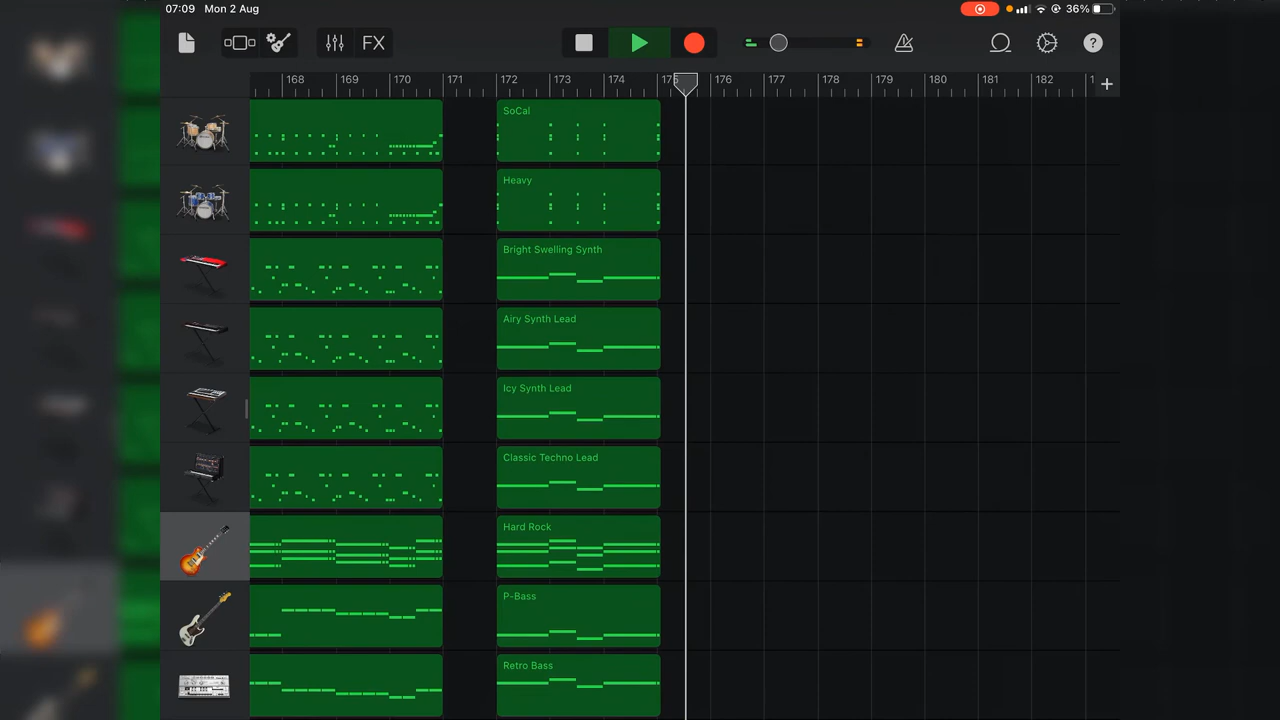 07:09 Mon 2 Aug 36%
FX
?
168 169 170 171 172 173 174 175 176 177 178 179 180 181 182 1 +
SoCal
Heavy
Bright Swelling Synth
Airy Synth Lead
Icy Synth Lead
Classic Techno Lead
Hard Rock
P-Bass
Retro Bass